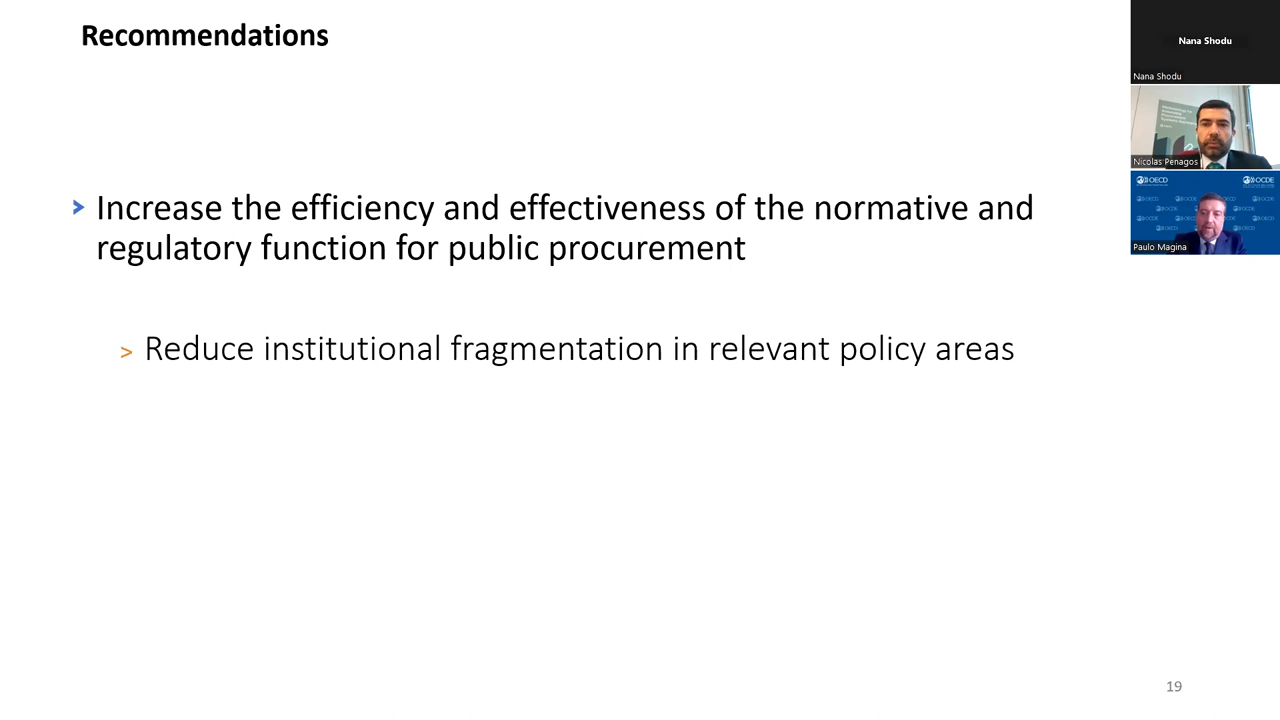 Recommendations
> Increase the efficiency and effectiveness of the normative and
regulatory function for public procurement
> Reduce institutional fragmentation in relevant policy areas
19
Nana Shodu
Nana Shodu
Nicolas Penagos
OECD
OCDE
Paulo Magina